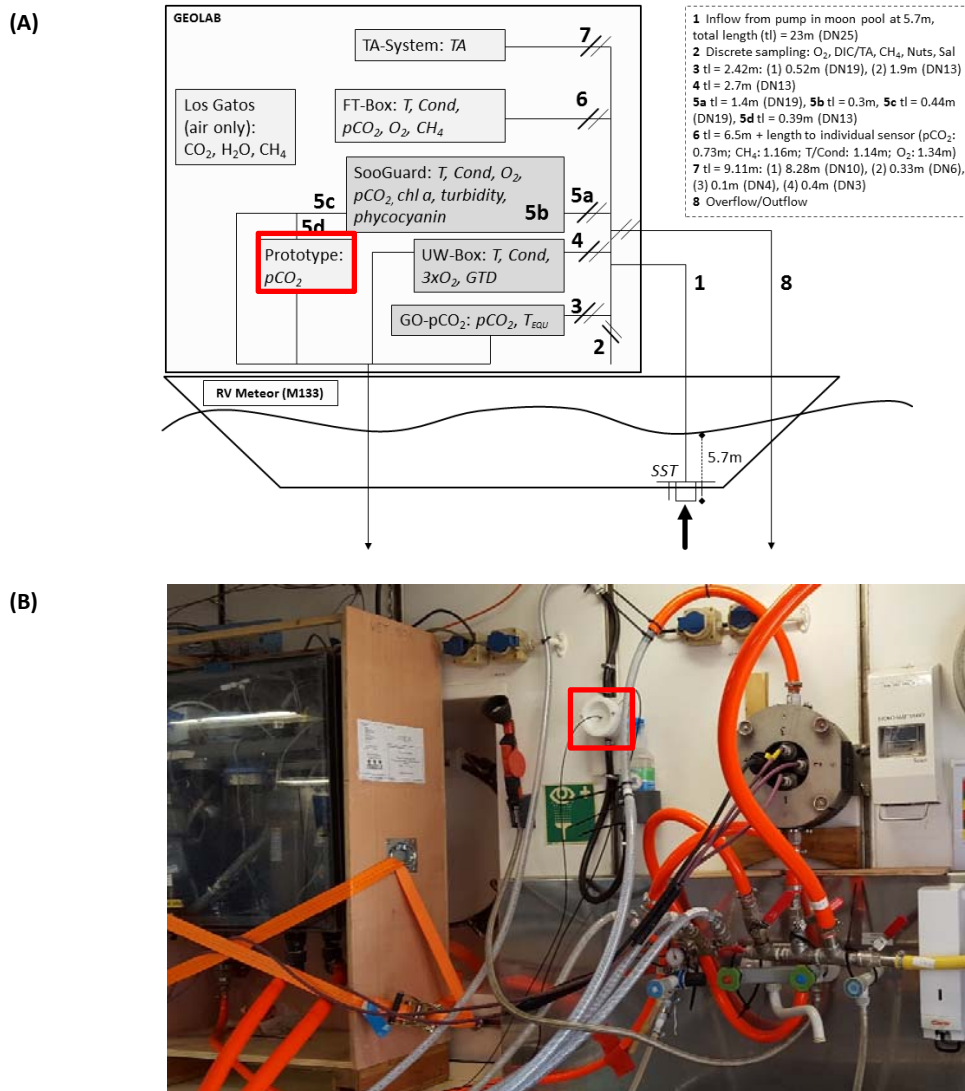 (A)
GEOLAB
TA-System: TA
7
Los Gatos
(air only):
CO₂, H₂O, CH₄
FT-Box: T, Cond,
pCO₂, O₂, CH₄
6
SooGuard: T, Cond, O₂,
pCO₂, chl a, turbidity,
phycocyanin
5c
5b
5a
5d
Prototype:
pCO₂
UW-Box: T, Cond,
3xO₂, GTD
4
GO-pCO₂: pCO₂, T_EQU
3
2
1
8
1 Inflow from pump in moon pool at 5.7m,
total length (tl) = 23m (DN25)
2 Discrete sampling: O₂, DIC/TA, CH₄, Nuts, Sal
3 tl = 2.42m: (1) 0.52m (DN19), (2) 1.9m (DN13)
4 tl = 2.7m (DN13)
5a tl = 1.4m (DN19), 5b tl = 0.3m, 5c tl = 0.44m
(DN19), 5d tl = 0.39m (DN13)
6 tl = 6.5m + length to individual sensor (pCO₂:
0.73m; CH₄: 1.16m; T/Cond: 1.14m; O₂: 1.34m)
7 tl = 9.11m: (1) 8.28m (DN10), (2) 0.33m (DN6),
(3) 0.1m (DN4), (4) 0.4m (DN3)
8 Overflow/Outflow
RV Meteor (M133)
SST
5.7m
(B)